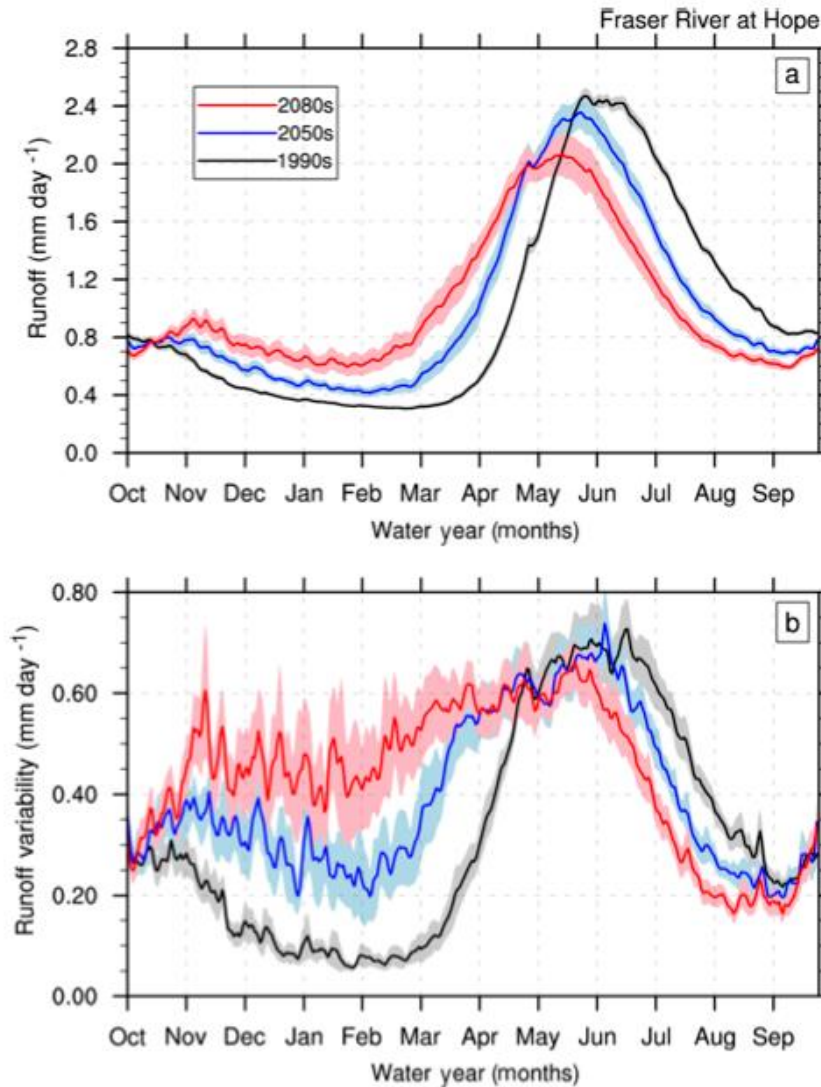 Fraser River at Hope
a
2080s
2050s
1990s
Runoff (mm day -1)
2.8
2.4
2.0
1.6
1.2
0.8
0.4
0.0
Oct Nov Dec Jan Feb Mar Apr May Jun Jul Aug Sep
Water year (months)
b
Runoff variability (mm day -1)
0.80
0.60
0.40
0.20
0.00
Oct Nov Dec Jan Feb Mar Apr May Jun Jul Aug Sep
Water year (months)